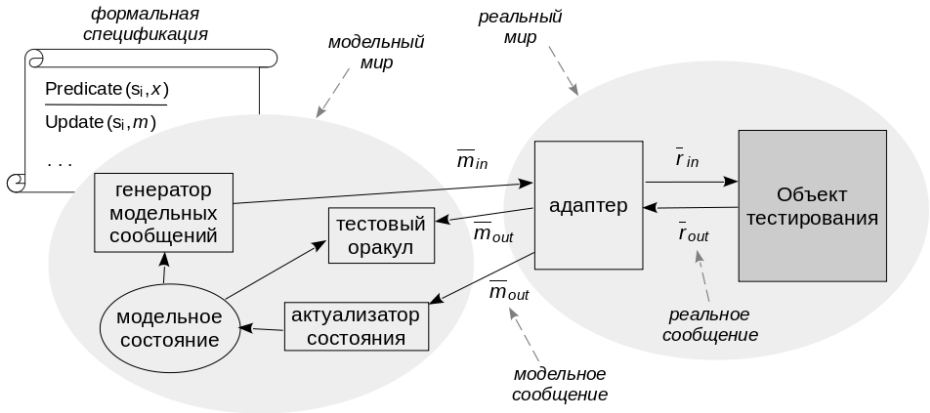 формальная
спецификация
Predicate(sᵢ,x)
Update(sᵢ,m)
...
модельный
мир
реальный
мир
генератор
модельных
сообщений
m̅ in
адаптер
r̅ in
Объект
тестирования
тестовый
оракул
m̅ out
r̅ out
m̅ out
модельное
состояние
актуализатор
состояния
реальное
сообщение
модельное
сообщение